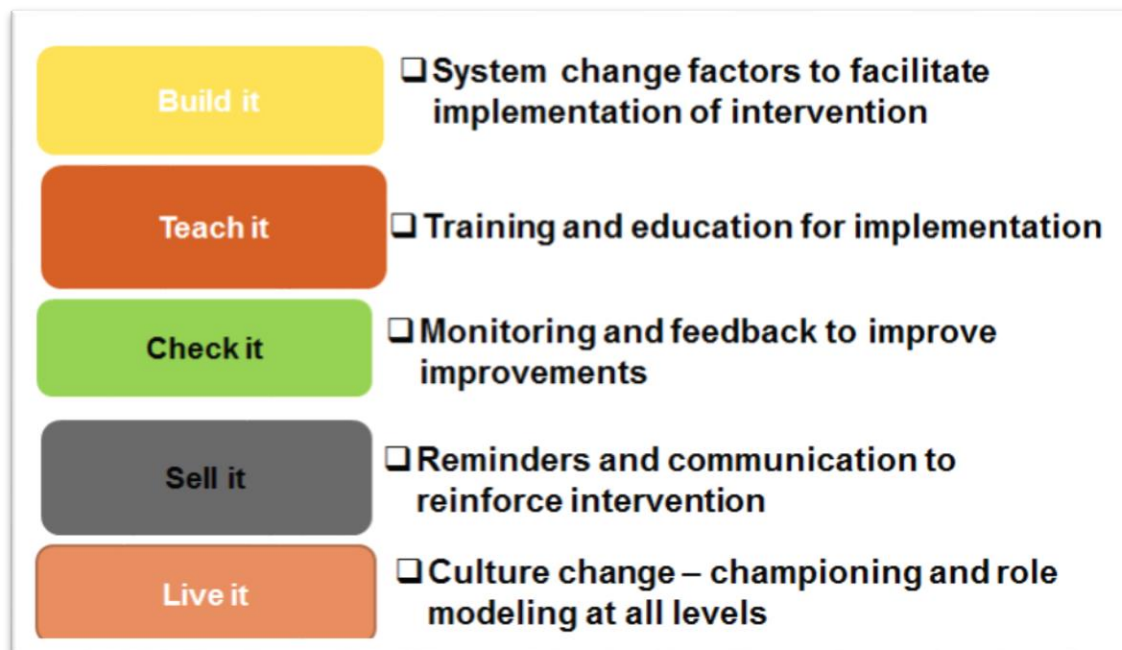 Build it
❑ System change factors to facilitate
implementation of intervention
Teach it
❑ Training and education for implementation
Check it
❑ Monitoring and feedback to improve
improvements
Sell it
❑ Reminders and communication to
reinforce intervention
Live it
❑ Culture change – championing and role
modeling at all levels